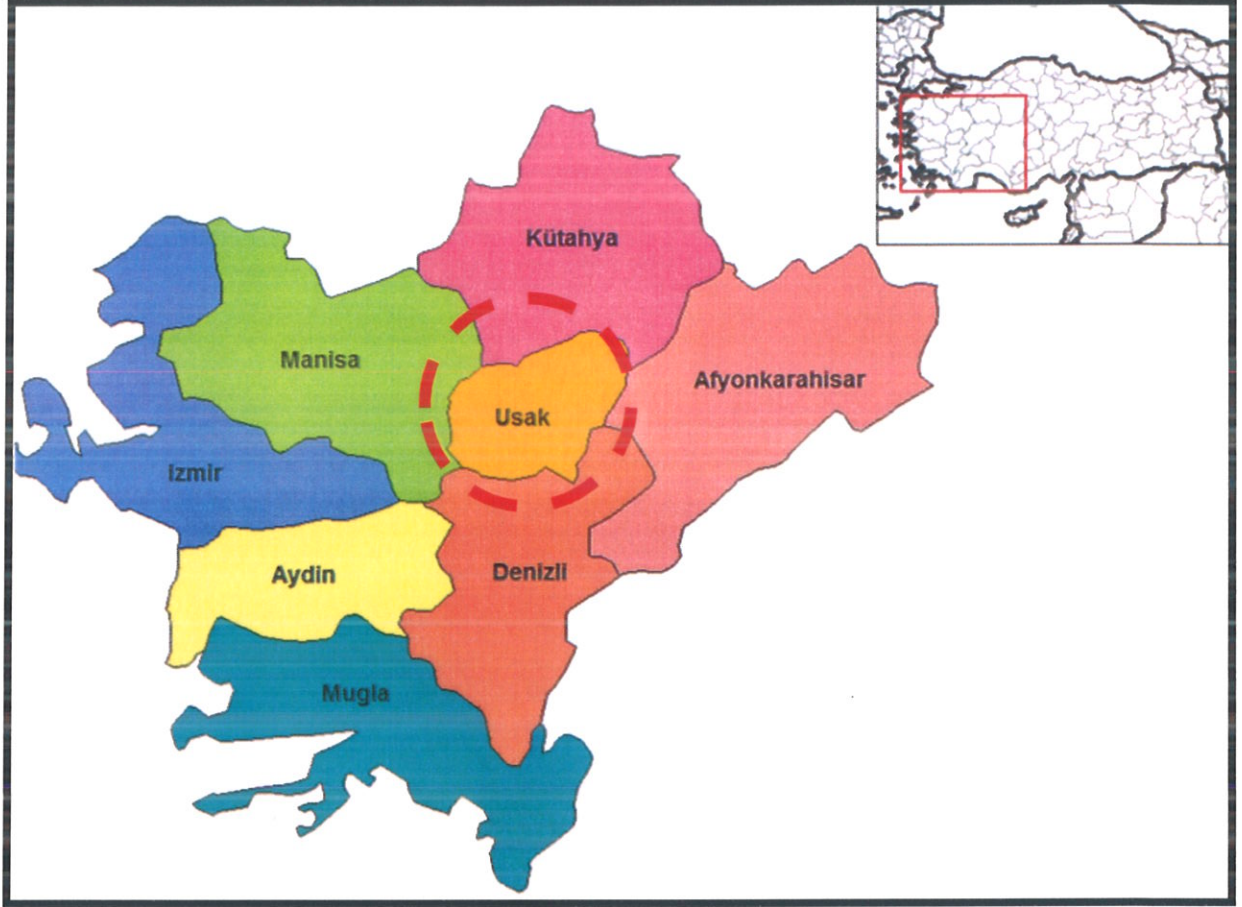 Kütahya
Manisa
Afyonkarahisar
Usak
Izmir
Aydin
Denizli
Mugla